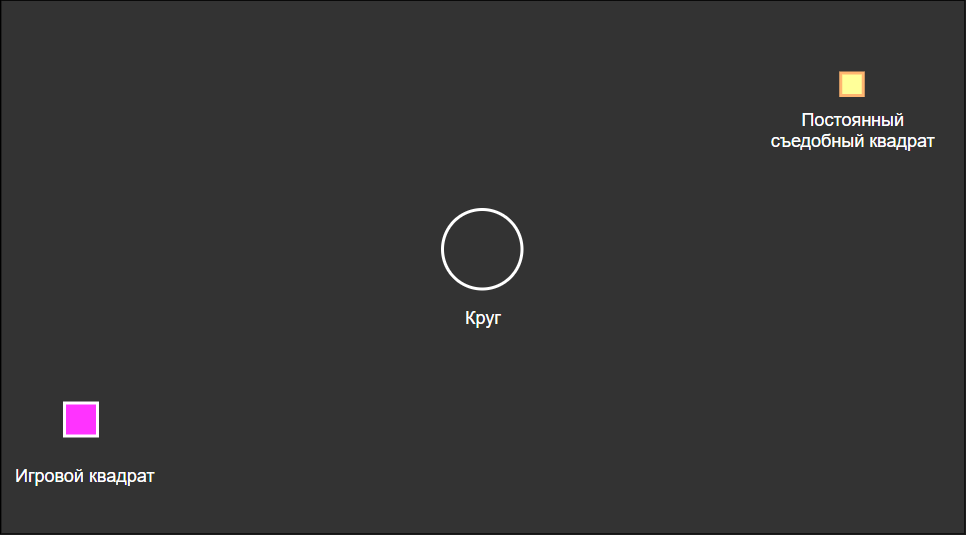 Постоянный
съедобный квадрат
Круг
Игровой квадрат